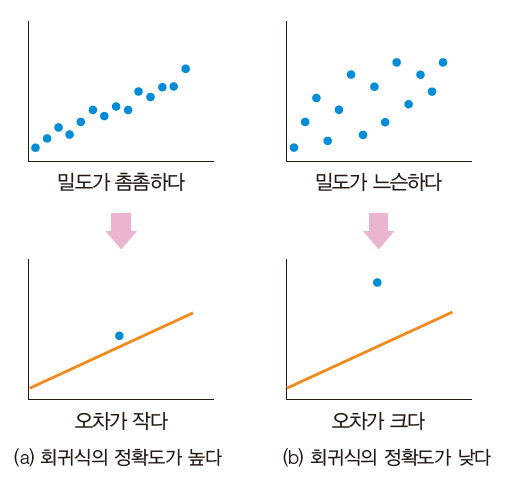 밀도가 촘촘하다
밀도가 느슨하다
오차가 작다
오차가 크다
(a) 회귀식의 정확도가 높다
(b) 회귀식의 정확도가 낮다